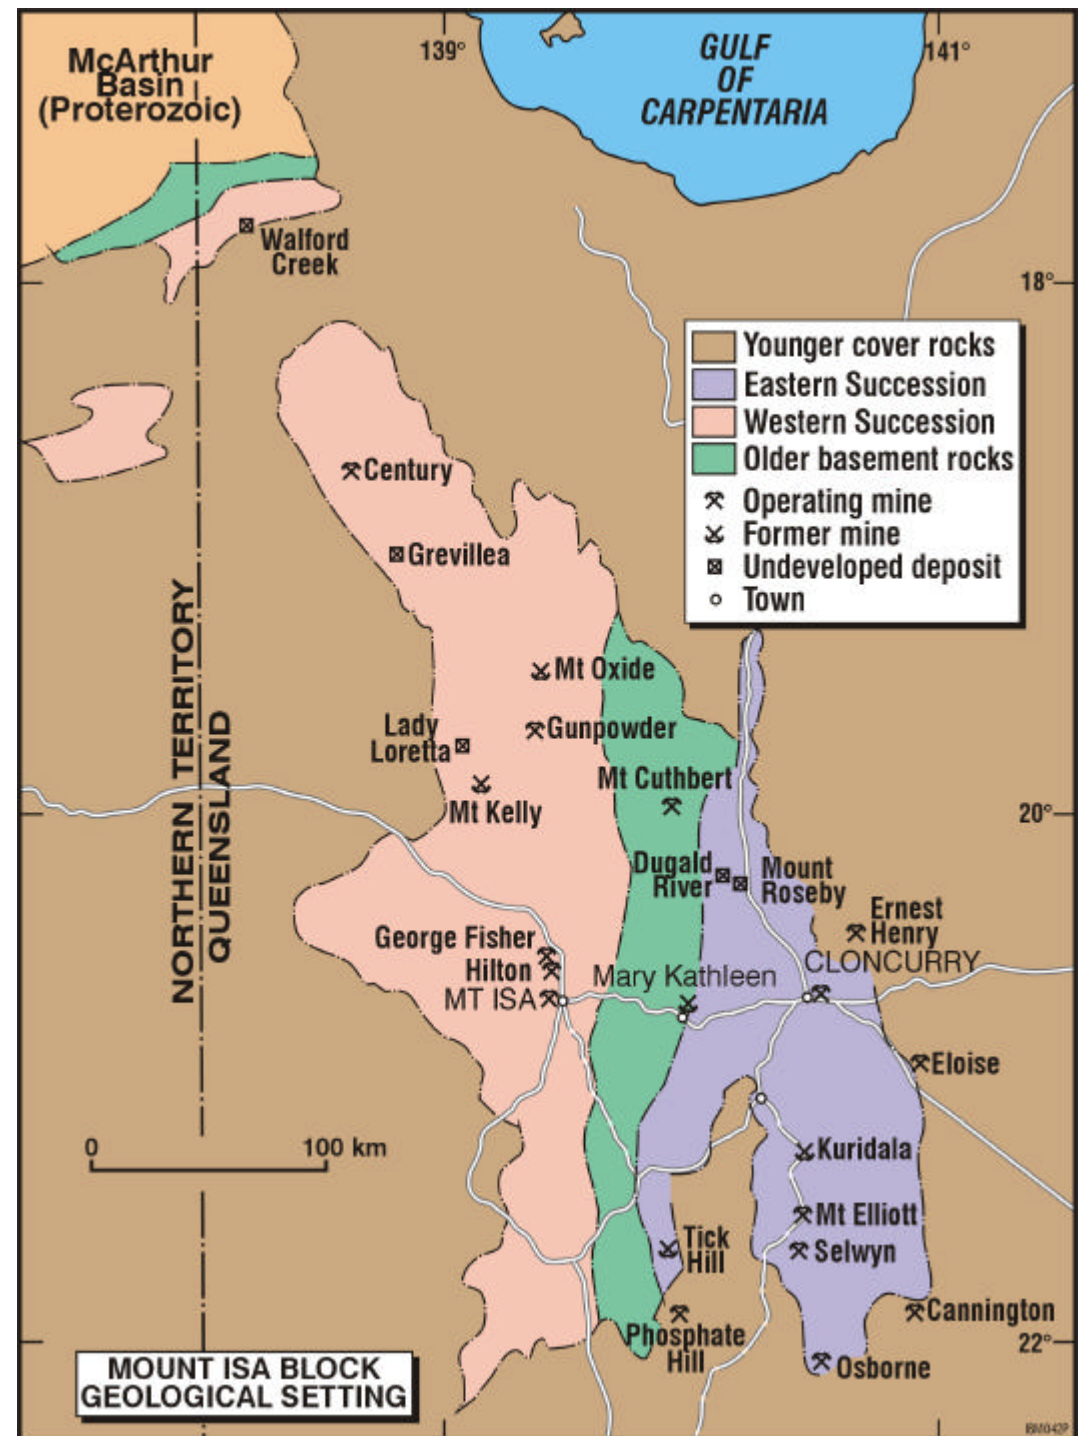 McArthur
Basin
(Proterozoic)
139°
GULF
OF
CARPENTARIA
141°
Walford
Creek
18°
Younger cover rocks
Eastern Succession
Western Succession
Older basement rocks
Operating mine
Former mine
Undeveloped deposit
Town
Century
Grevillea
NORTHERN TERRITORY
QUEENSLAND
Mt Oxide
Lady
Loretta
Gunpowder
Mt Cuthbert
Mt Kelly
20°
Dugald
River
Mount
Roseby
Ernest
Henry
George Fisher
Hilton
MT ISA
Mary Kathleen
CLONCURRY
Eloise
0
100 km
Kuridala
Mt Elliott
Selwyn
Tick
Hill
Cannington
Phosphate
Hill
22°
Osborne
MOUNT ISA BLOCK
GEOLOGICAL SETTING